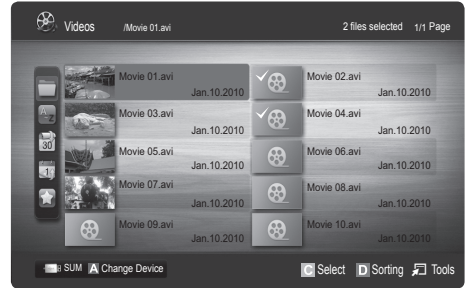 Videos /Movie 01.avi 2 files selected 1/1 Page
Movie 01.avi Movie 02.avi
Jan.10.2010 Jan.10.2010
Movie 03.avi Movie 04.avi
Jan.10.2010 Jan.10.2010
Movie 05.avi Movie 06.avi
Jan.10.2010 Jan.10.2010
Movie 07.avi Movie 08.avi
Jan.10.2010 Jan.10.2010
Movie 09.avi Movie 10.avi
Jan.10.2010 Jan.10.2010
A
Z
30
1
SUM A Change Device C Select D Sorting Tools